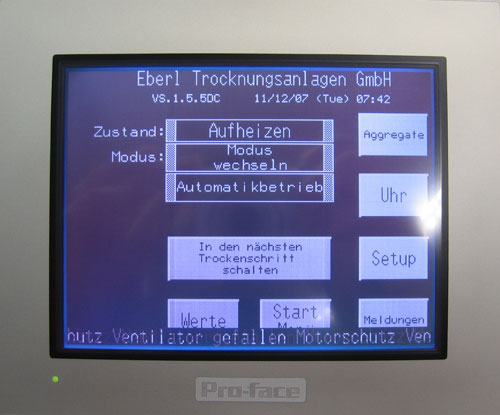 Eberl Trocknungsanlagen GmbH
VS.1.5.5DC 11/12/07 (Tue) 07:42
Zustand: Aufheizen
Aggregate
Modus: Modus
wechseln
Automatikbetrieb
Uhr
In den nächsten
Trockenschritt
schalten
Setup
Werte
Start
Meldungen
hutz Ventilator gefallen Motorschutz Ven
Pro-face